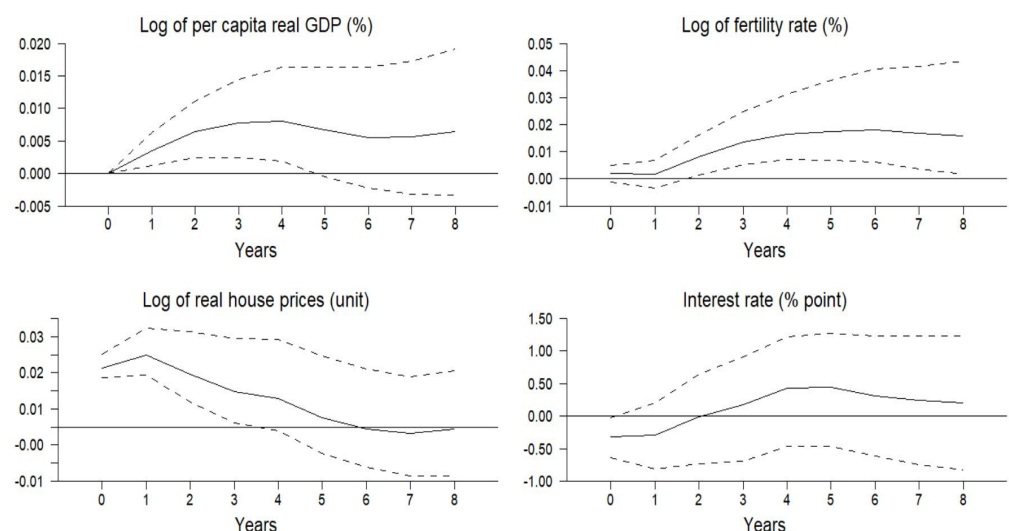 Log of per capita real GDP (%)
0.020
0.015
0.010
0.005
0.000
-0.005
0 1 2 3 4 5 6 7 8
Years
Log of fertility rate (%)
0.05
0.04
0.03
0.02
0.01
0.00
-0.01
0 1 2 3 4 5 6 7 8
Years
Log of real house prices (unit)
0.03
0.02
0.01
-0.00
-0.01
0 1 2 3 4 5 6 7 8
Years
Interest rate (% point)
1.50
1.00
0.50
0.00
-0.50
-1.00
0 1 2 3 4 5 6 7 8
Years